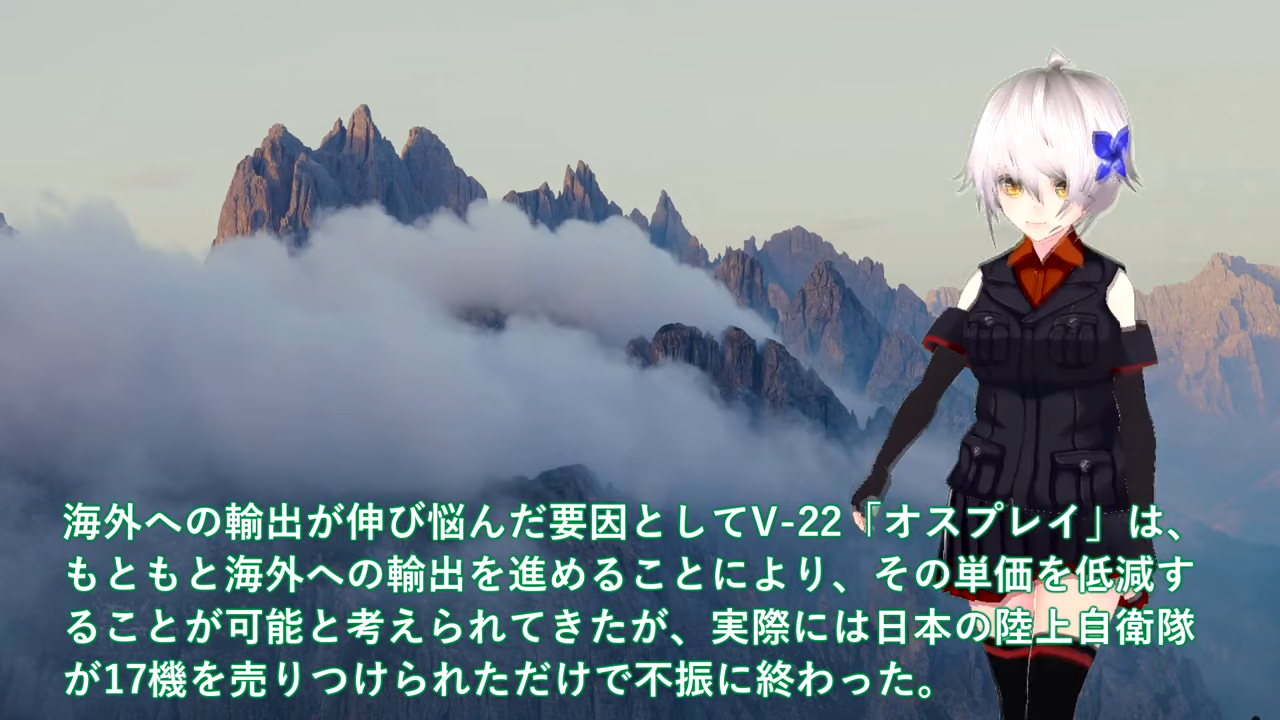 海外への輸出が伸び悩んだ要因としてV-22「オスプレイ」は、
もともと海外への輸出を進めることにより、その単価を低減す
ることが可能と考えられてきたが、実際には日本の陸上自衛隊
が17機を売りつけられただけで不振に終わった。